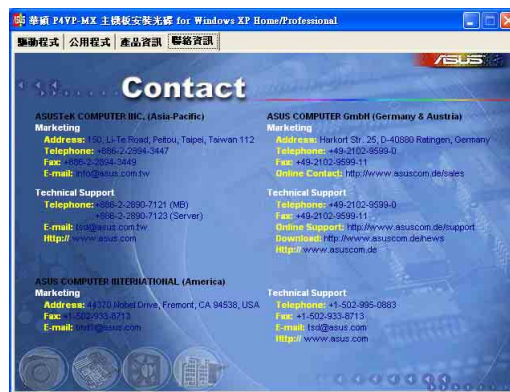 華碩 P4VP-MX 主機板安裝光碟 for Windows XP Home/Professional
驅動程式 公用程式 產品資訊 聯絡資訊
ASUS
Contact
ASUSTeK COMPUTER INC. (Asia-Pacific)
Marketing
Address: 150, Li-Te Road, Peitou, Taipei, Taiwan 112
Telephone: +886-2-2894-3447
Fax: +886-2-2894-3449
E-mail: info@asus.com.tw
Technical Support
Telephone: +886-2-2890-7121 (MB)
+886-2-2890-7123 (Server)
E-mail: tsd@asus.com.tw
Http:// www.asus.com
ASUS COMPUTER GmbH (Germany & Austria)
Marketing
Address: Harkort Str. 25, D-40880 Ratingen, Germany
Telephone: +49-2102-9599-0
Fax: +49-2102-9599-11
Online Contact: http://www.asuscom.de/sales
Technical Support
Telephone: +49-2102-9599-0
Fax: +49-2102-9599-11
Online Support: http://www.asuscom.de/support
Download: http://www.asuscom.de/news
Http:// www.asuscom.de
ASUS COMPUTER INTERNATIONAL (America)
Marketing
Address: 44370 Nobel Drive, Fremont, CA 94538, USA
Fax: +1-502-933-8713
E-mail: tmd1@asus.com
Technical Support
Telephone: +1-502-995-0883
Fax: +1-502-933-8713
E-mail: tsd@asus.com
Http:// www.asus.com